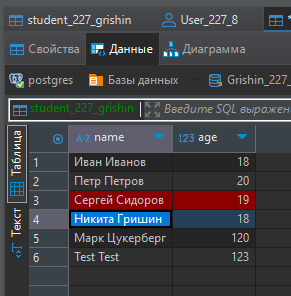 student_227_grishin User_227_8
Свойства Данные Диаграмма
postgres Базы данных Grishin_227
student_227_grishin Введите SQL выражен
Таблица
Текст
A-Z name 123 age
1 Иван Иванов 18
2 Петр Петров 20
3 Сергей Сидоров 19
4 Никита Гришин 18
5 Марк Цукерберг 120
6 Test Test 123